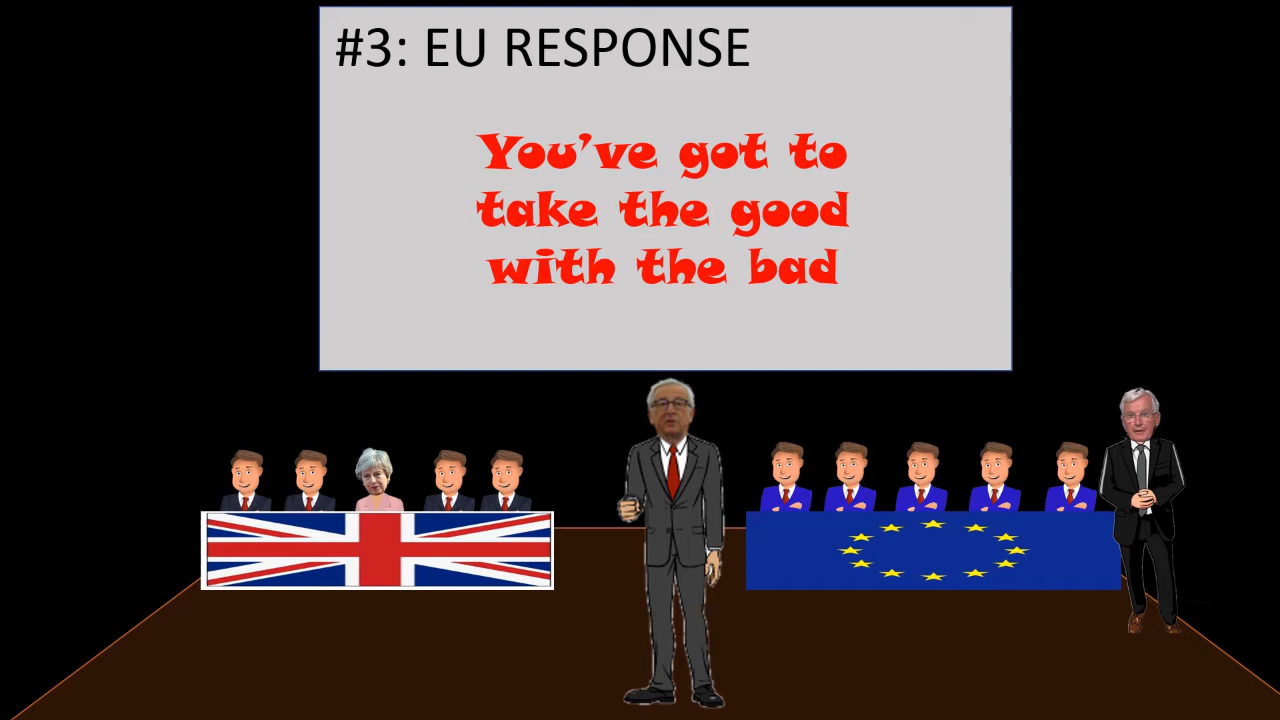 #3: EU RESPONSE
You’ve got to
take the good
with the bad